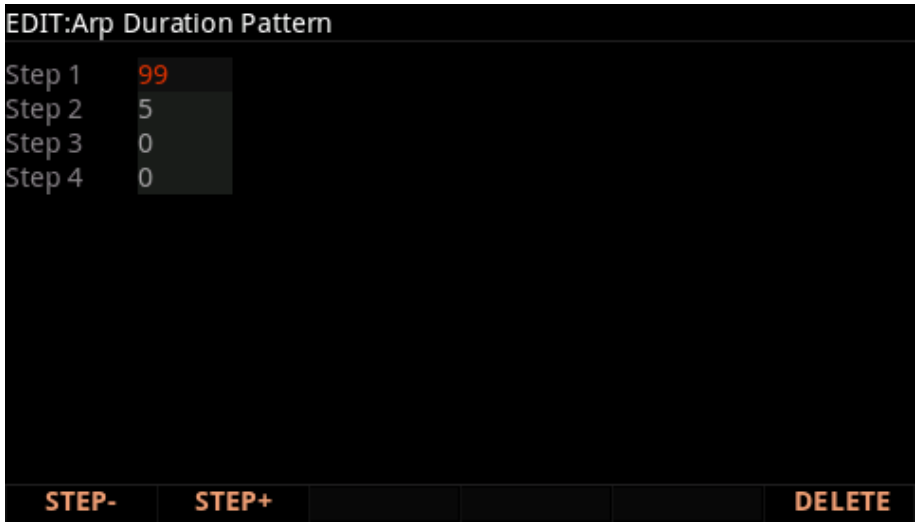 EDIT:Arp Duration Pattern
Step 1 99
Step 2 5
Step 3 0
Step 4 0
STEP- STEP+ DELETE